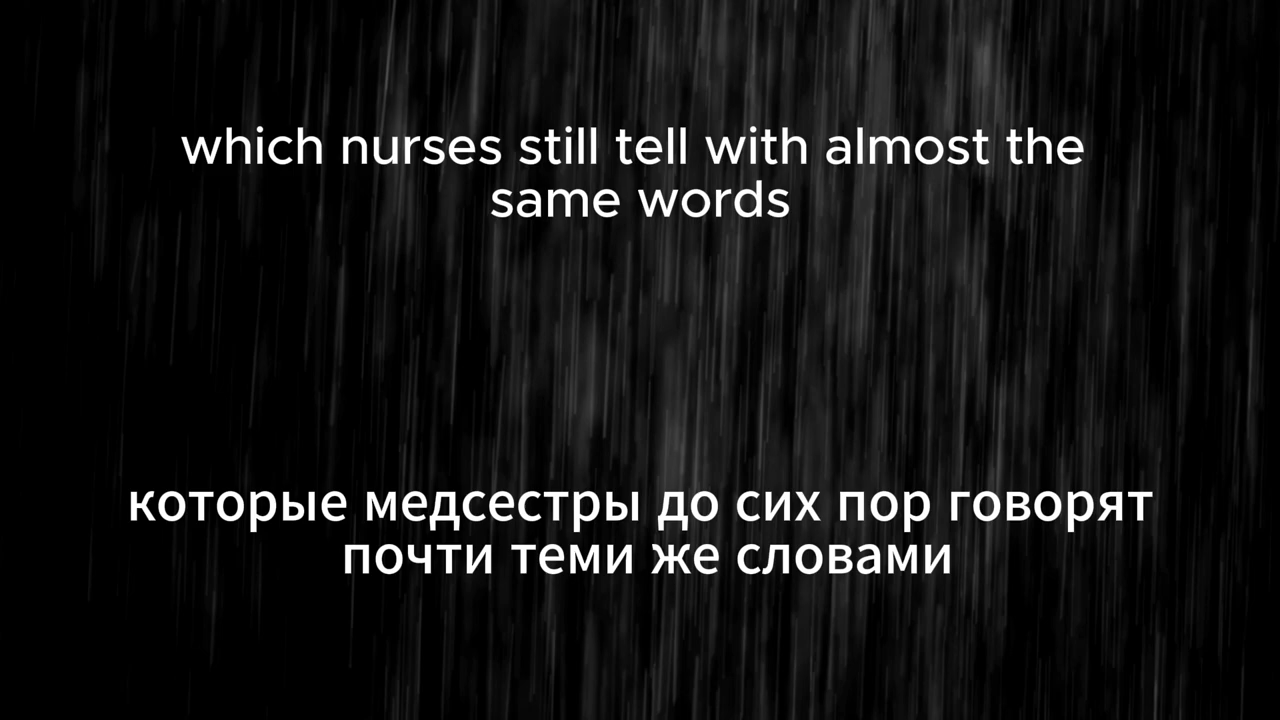 which nurses still tell with almost the
same words
которые медсестры до сих пор говорят
почти теми же словами